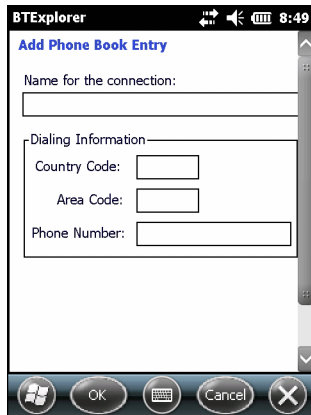 BTExplorer 8:49
Add Phone Book Entry
Name for the connection:
Dialing Information
Country Code:
Area Code:
Phone Number:
OK Cancel